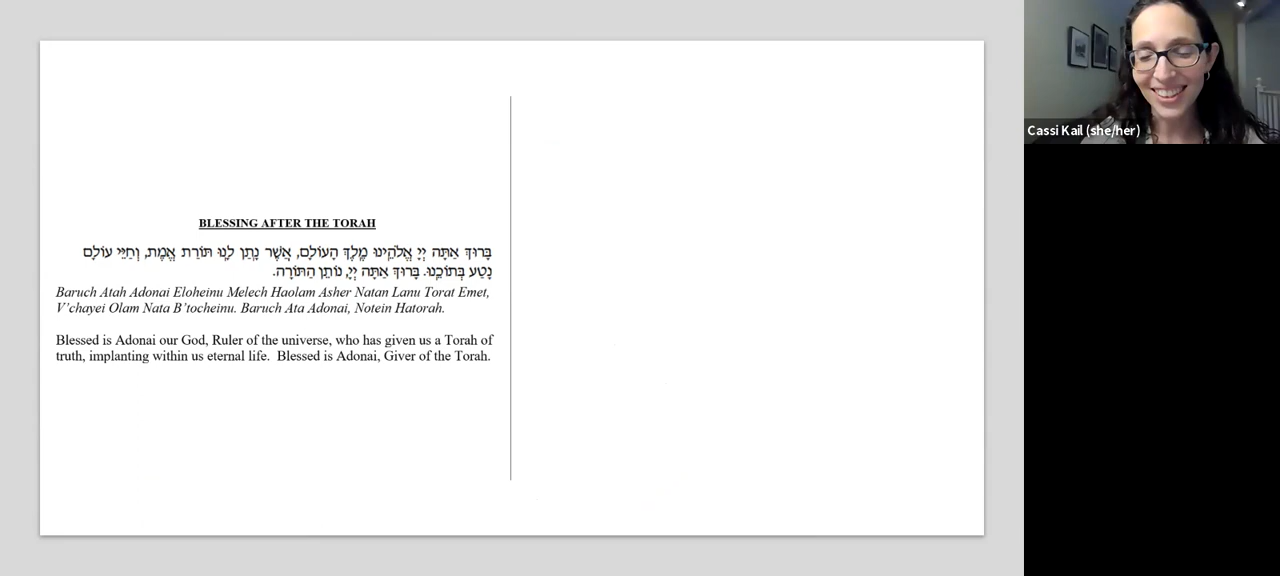 BLESSING AFTER THE TORAH
בָּרוּךְ אַתָּה יְיָ אֱלֹהֵֽינוּ מֶֽלֶךְ הָעוֹלָם, אֲשֶׁר נָֽתַן לָֽנוּ תּוֹרַת אֱמֶת, וְחַיֵּי עוֹלָם
נָטַע בְּתוֹכֵֽנוּ. בָּרוּךְ אַתָּה יְיָ, נוֹתֵן הַתּוֹרָה.
Baruch Atah Adonai Eloheinu Melech Haolam Asher Natan Lanu Torat Emet,
V’chayei Olam Nata B’tocheinu. Baruch Ata Adonai, Notein Hatorah.
Blessed is Adonai our God, Ruler of the universe, who has given us a Torah of
truth, implanting within us eternal life.  Blessed is Adonai, Giver of the Torah.
Cassi Kail (she/her)